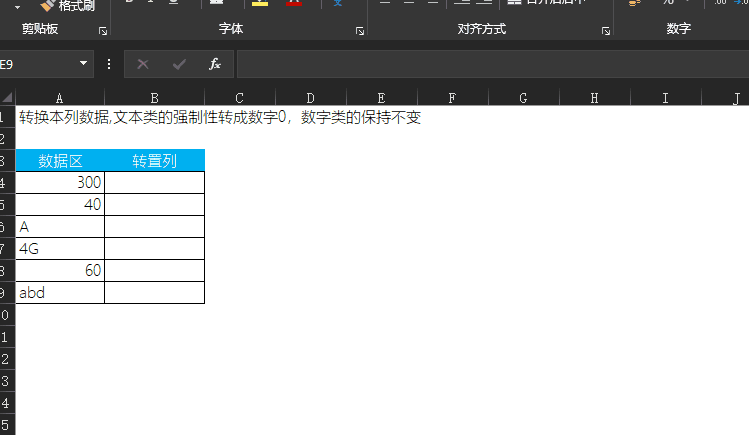 格式刷
剪贴板 字体 对齐方式 数字
E9 fx
A B C D E F G H I J
转换本列数据,文本类的强制性转成数字0，数字类的保持不变
2
3 数据区 转置列
4 300
5 40
6 A
7 4G
8 60
9 abd
0
1
2
3
4
5